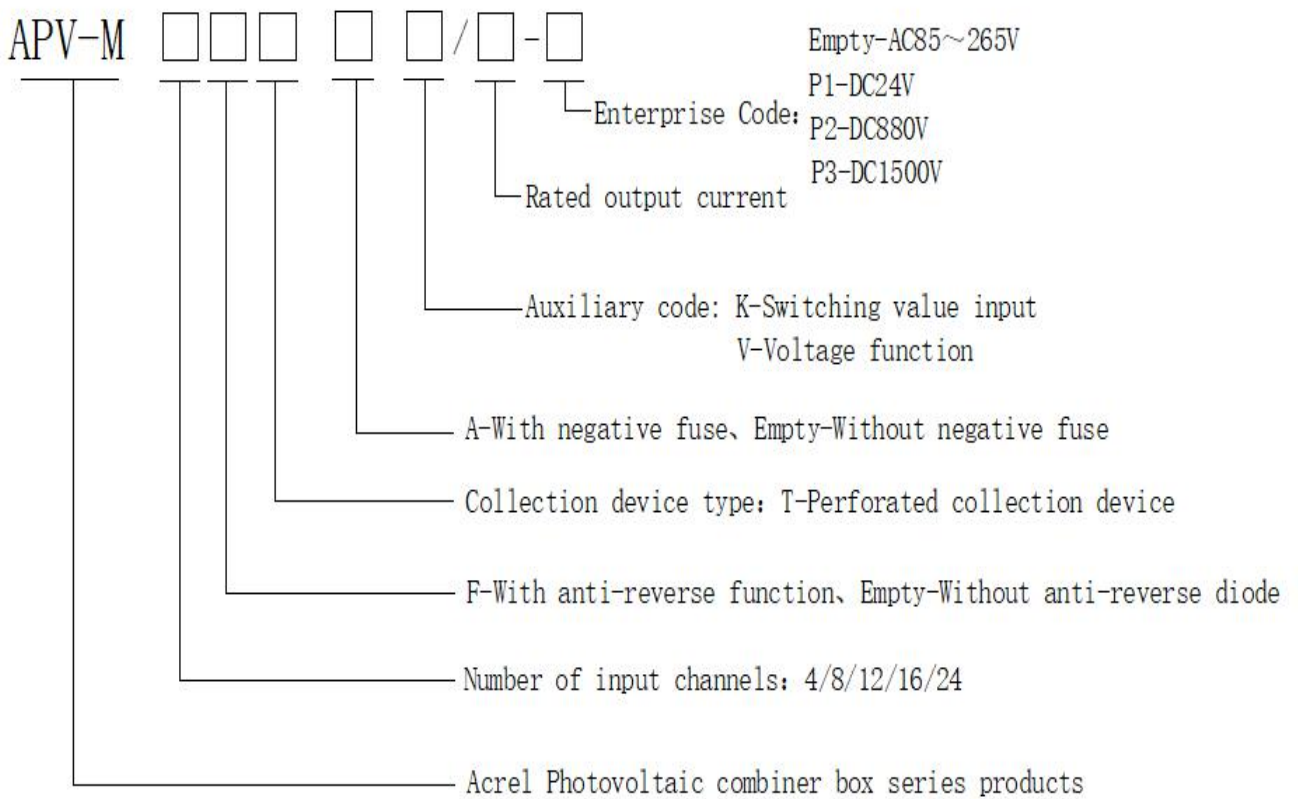 APV-M □□□ □ □/□-□
Empty-AC85～265V
P1-DC24V
Enterprise Code:
P2-DC880V
P3-DC1500V
Rated output current
Auxiliary code: K-Switching value input
V-Voltage function
A-With negative fuse、Empty-Without negative fuse
Collection device type: T-Perforated collection device
F-With anti-reverse function、Empty-Without anti-reverse diode
Number of input channels: 4/8/12/16/24
Acrel Photovoltaic combiner box series products